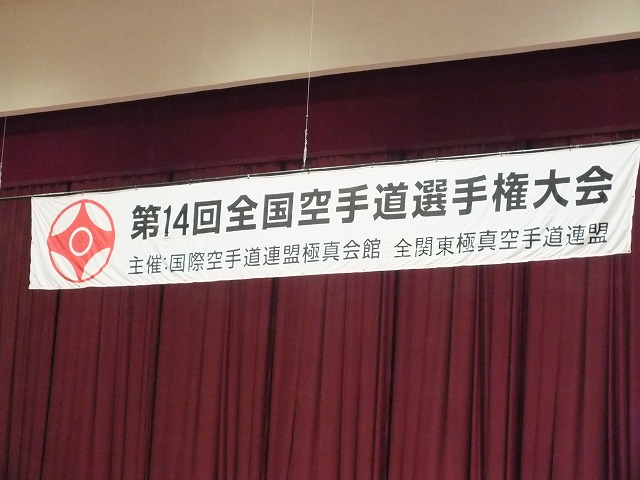 第14回全国空手道選手権大会
主催:国際空手道連盟極真会館 全関東極真空手道連盟